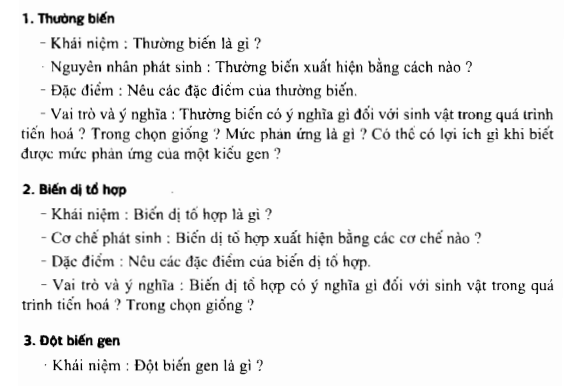 1. Thường biến
- Khái niệm : Thường biến là gì ?
- Nguyên nhân phát sinh : Thường biến xuất hiện bằng cách nào ?
- Đặc điểm : Nêu các đặc điểm của thường biến.
- Vai trò và ý nghĩa : Thường biến có ý nghĩa gì đối với sinh vật trong quá trình
tiến hoá ? Trong chọn giống ? Mức phản ứng là gì ? Có thể có lợi ích gì khi biết
được mức phản ứng của một kiểu gen ?
2. Biến dị tổ hợp
- Khái niệm : Biến dị tổ hợp là gì ?
- Cơ chế phát sinh : Biến dị tổ hợp xuất hiện bằng các cơ chế nào ?
- Đặc điểm : Nêu các đặc điểm của biến dị tổ hợp.
- Vai trò và ý nghĩa : Biến dị tổ hợp có ý nghĩa gì đối với sinh vật trong quá
trình tiến hoá ? Trong chọn giống ?
3. Đột biến gen
- Khái niệm : Đột biến gen là gì ?